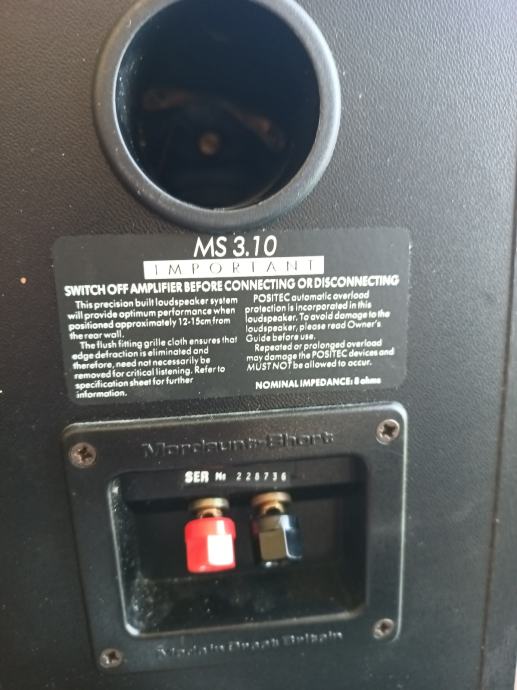 MS 3.10
IMPORTANT
SWITCH OFF AMPLIFIER BEFORE CONNECTING OR DISCONNECTING
This precision built loudspeaker system
will provide optimum performance when
positioned approximately 12-15cm from
the rear wall.
The flush fitting grille cloth ensures that
edge defraction is eliminated and
therefore, need not necessarily be
removed for critical listening. Refer to
specification sheet for further
information.
POSITEC automatic overload
protection is incorporated in this
loudspeaker. To avoid damage to the
loudspeaker, please read Owner's
Guide before use.
Repeated or prolonged overload
may damage the POSITEC devices and
MUST NOT be allowed to occur.
NOMINAL IMPEDANCE: 8 ohms
Mordaunt-Short
SER № 228736
Made in Great Britain